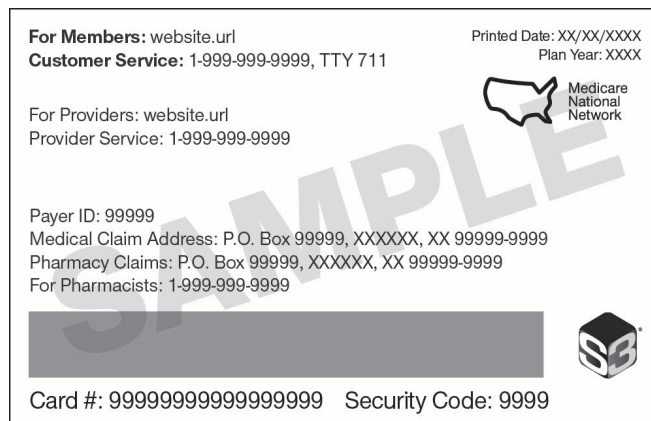 For Members: website.url
Customer Service: 1-999-999-9999, TTY 711
Printed Date: XX/XX/XXXX
Plan Year: XXXX
Medicare
National
Network
For Providers: website.url
Provider Service: 1-999-999-9999
SAMPLE
Payer ID: 99999
Medical Claim Address: P.O. Box 99999, XXXXXX, XX 99999-9999
Pharmacy Claims: P.O. Box 99999, XXXXXX, XX 99999-9999
For Pharmacists: 1-999-999-9999
S3
Card #: 99999999999999999 Security Code: 9999